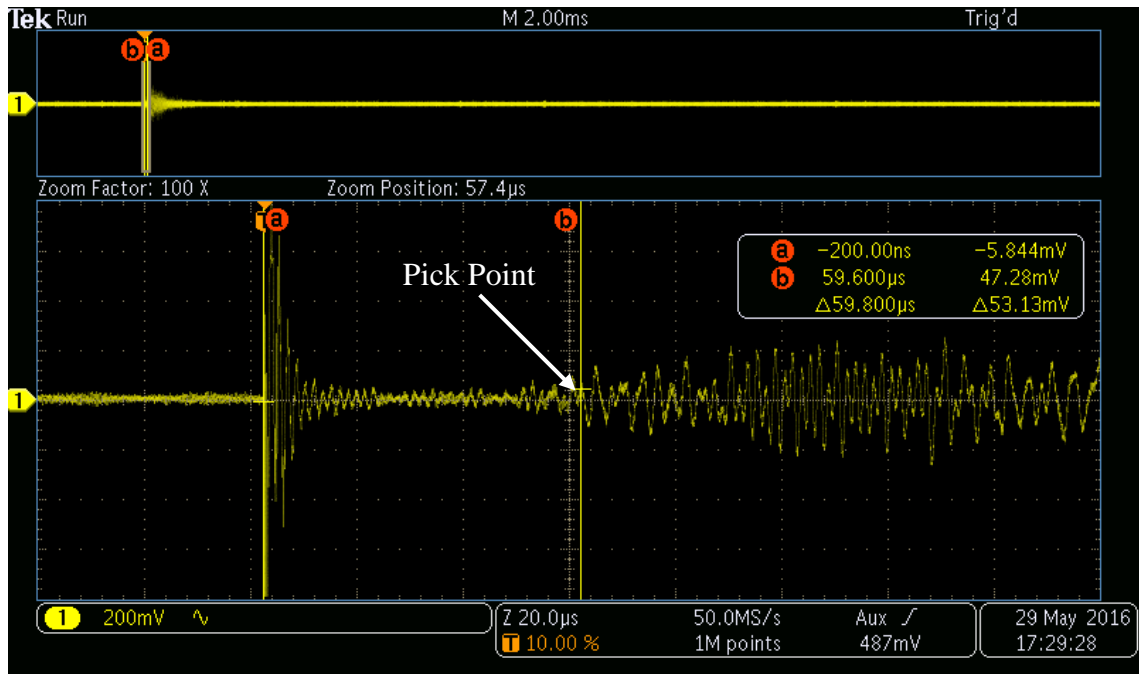 Tek Run M 2.00ms Trig'd
b a
1
Zoom Factor: 100 X Zoom Position: 57.4µs
T a b
a −200.00ns −5.844mV
b 59.600µs 47.28mV
△59.800µs △53.13mV
Pick Point
1
1 200mV ∿ Z 20.0µs 50.0MS/s Aux ∕ 29 May 2016
T 10.00 % 1M points 487mV 17:29:28